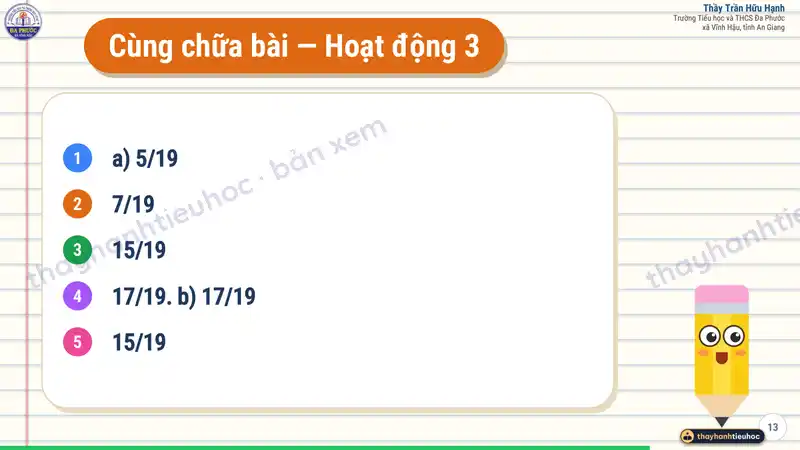 Thầy Trần Hữu Hạnh
Trường Tiểu học và THCS Đa Phước
xã Vĩnh Hậu, tỉnh An Giang
ĐA PHƯỚC
Cùng chữa bài – Hoạt động 3
1 a) 5/19
2 7/19
3 15/19
4 17/19. b) 17/19
5 15/19
thayhanhtieuhoc · bản xem
thayhanhtieuhoc
thayhanhtieuhoc
13